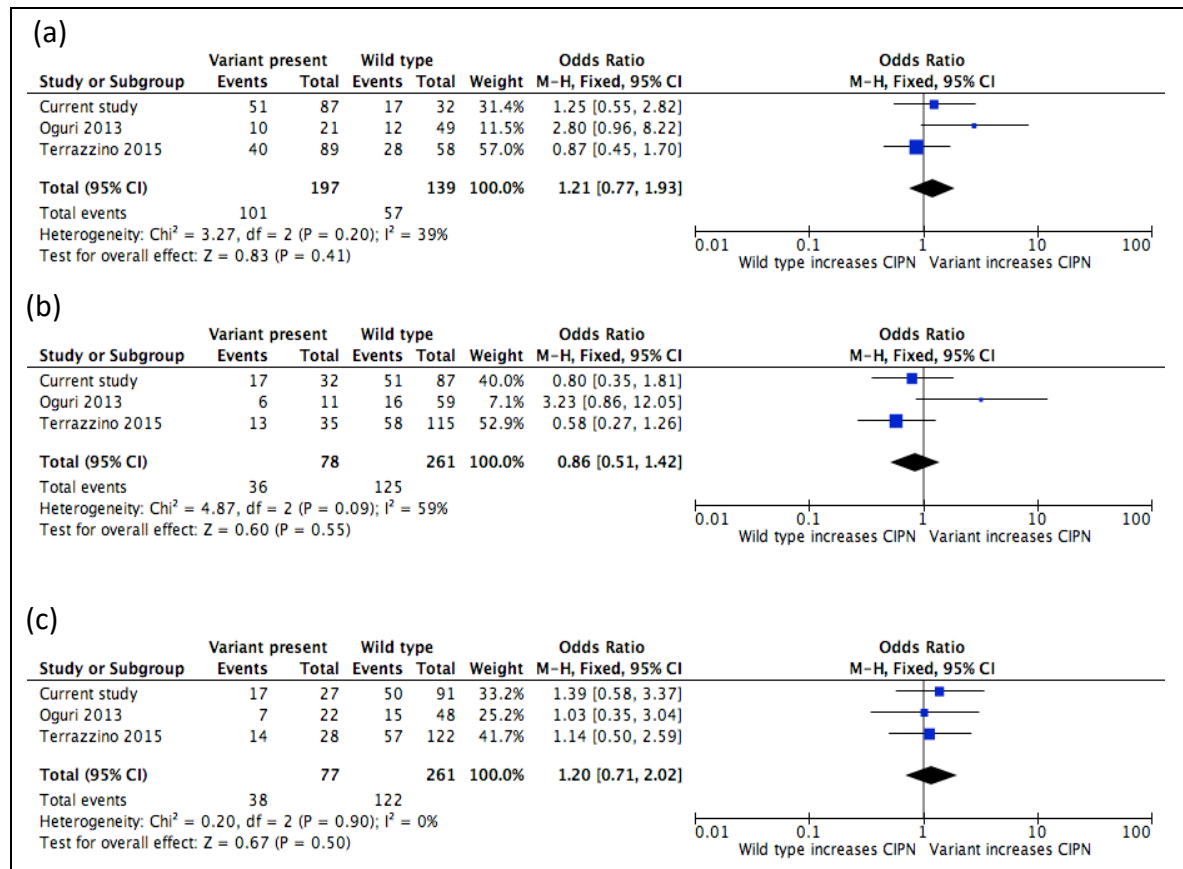 (a)
Variant present Wild type Odds Ratio Odds Ratio
Study or Subgroup Events Total Events Total Weight M-H, Fixed, 95% CI M-H, Fixed, 95% CI
Current study 51 87 17 32 31.4% 1.25 [0.55, 2.82]
Oguri 2013 10 21 12 49 11.5% 2.80 [0.96, 8.22]
Terrazzino 2015 40 89 28 58 57.0% 0.87 [0.45, 1.70]
Total (95% CI) 197 139 100.0% 1.21 [0.77, 1.93]
Total events 101 57
Heterogeneity: Chi² = 3.27, df = 2 (P = 0.20); I² = 39%
Test for overall effect: Z = 0.83 (P = 0.41)
0.01 0.1 1 10 100
Wild type increases CIPN Variant increases CIPN
(b)
Variant present Wild type Odds Ratio Odds Ratio
Study or Subgroup Events Total Events Total Weight M-H, Fixed, 95% CI M-H, Fixed, 95% CI
Current study 17 32 51 87 40.0% 0.80 [0.35, 1.81]
Oguri 2013 6 11 16 59 7.1% 3.23 [0.86, 12.05]
Terrazzino 2015 13 35 58 115 52.9% 0.58 [0.27, 1.26]
Total (95% CI) 78 261 100.0% 0.86 [0.51, 1.42]
Total events 36 125
Heterogeneity: Chi² = 4.87, df = 2 (P = 0.09); I² = 59%
Test for overall effect: Z = 0.60 (P = 0.55)
0.01 0.1 1 10 100
Wild type increases CIPN Variant increases CIPN
(c)
Variant present Wild type Odds Ratio Odds Ratio
Study or Subgroup Events Total Events Total Weight M-H, Fixed, 95% CI M-H, Fixed, 95% CI
Current study 17 27 50 91 33.2% 1.39 [0.58, 3.37]
Oguri 2013 7 22 15 48 25.2% 1.03 [0.35, 3.04]
Terrazzino 2015 14 28 57 122 41.7% 1.14 [0.50, 2.59]
Total (95% CI) 77 261 100.0% 1.20 [0.71, 2.02]
Total events 38 122
Heterogeneity: Chi² = 0.20, df = 2 (P = 0.90); I² = 0%
Test for overall effect: Z = 0.67 (P = 0.50)
0.01 0.1 1 10 100
Wild type increases CIPN Variant increases CIPN